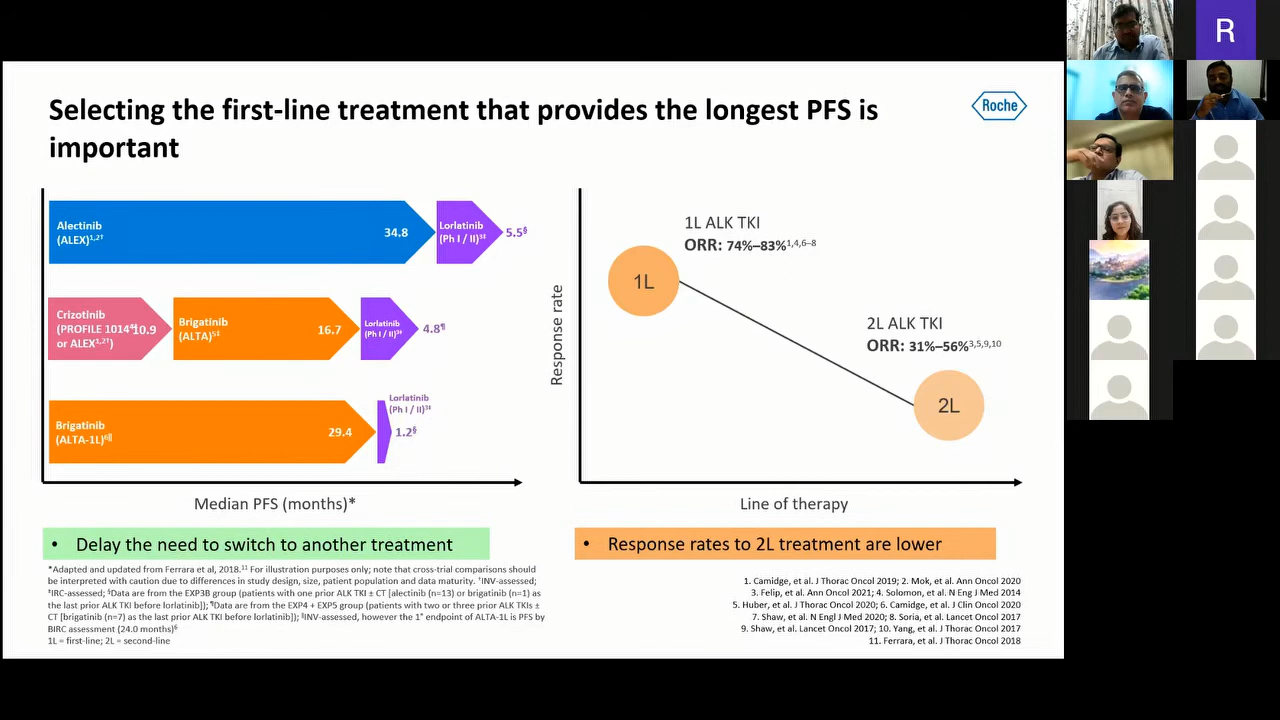 Selecting the first-line treatment that provides the longest PFS is
important
Roche
R
Alectinib
(ALEX)¹,²†
34.8
Lorlatinib
(Ph I / II)³‡
5.5§
Crizotinib
(PROFILE 1014⁴
10.9
or ALEX¹,²†)
Brigatinib
(ALTA)⁵‡
16.7
Lorlatinib
(Ph I / II)³‡
4.8¶
Brigatinib
(ALTA-1L)⁶‖
29.4
Lorlatinib
(Ph I / II)³‡
1.2§
Median PFS (months)*
Response rate
1L ALK TKI
ORR: 74%–83%¹,⁴,⁶⁻⁸
1L
2L ALK TKI
ORR: 31%–56%³,⁵,⁹,¹⁰
2L
Line of therapy
• Delay the need to switch to another treatment
• Response rates to 2L treatment are lower
*Adapted and updated from Ferrara et al, 2018.¹¹ For illustration purposes only; note that cross-trial comparisons should
be interpreted with caution due to differences in study design, size, patient population and data maturity. †INV-assessed;
‡IRC-assessed; §Data are from the EXP3B group (patients with one prior ALK TKI ± CT [alectinib (n=13) or brigatinib (n=1) as
the last prior ALK TKI before lorlatinib]); ¶Data are from the EXP4 + EXP5 group (patients with two or three prior ALK TKIs ±
CT [brigatinib (n=7) as the last prior ALK TKI before lorlatinib]); ‖INV-assessed, however the 1° endpoint of ALTA-1L is PFS by
BIRC assessment (24.0 months)⁶
1L = first-line; 2L = second-line
1. Camidge, et al. J Thorac Oncol 2019; 2. Mok, et al. Ann Oncol 2020
3. Felip, et al. Ann Oncol 2021; 4. Solomon, et al. N Eng J Med 2014
5. Huber, et al. J Thorac Oncol 2020; 6. Camidge, et al. J Clin Oncol 2020
7. Shaw, et al. N Engl J Med 2020; 8. Soria, et al. Lancet Oncol 2017
9. Shaw, et al. Lancet Oncol 2017; 10. Yang, et al. J Thorac Oncol 2017
11. Ferrara, et al. J Thorac Oncol 2018